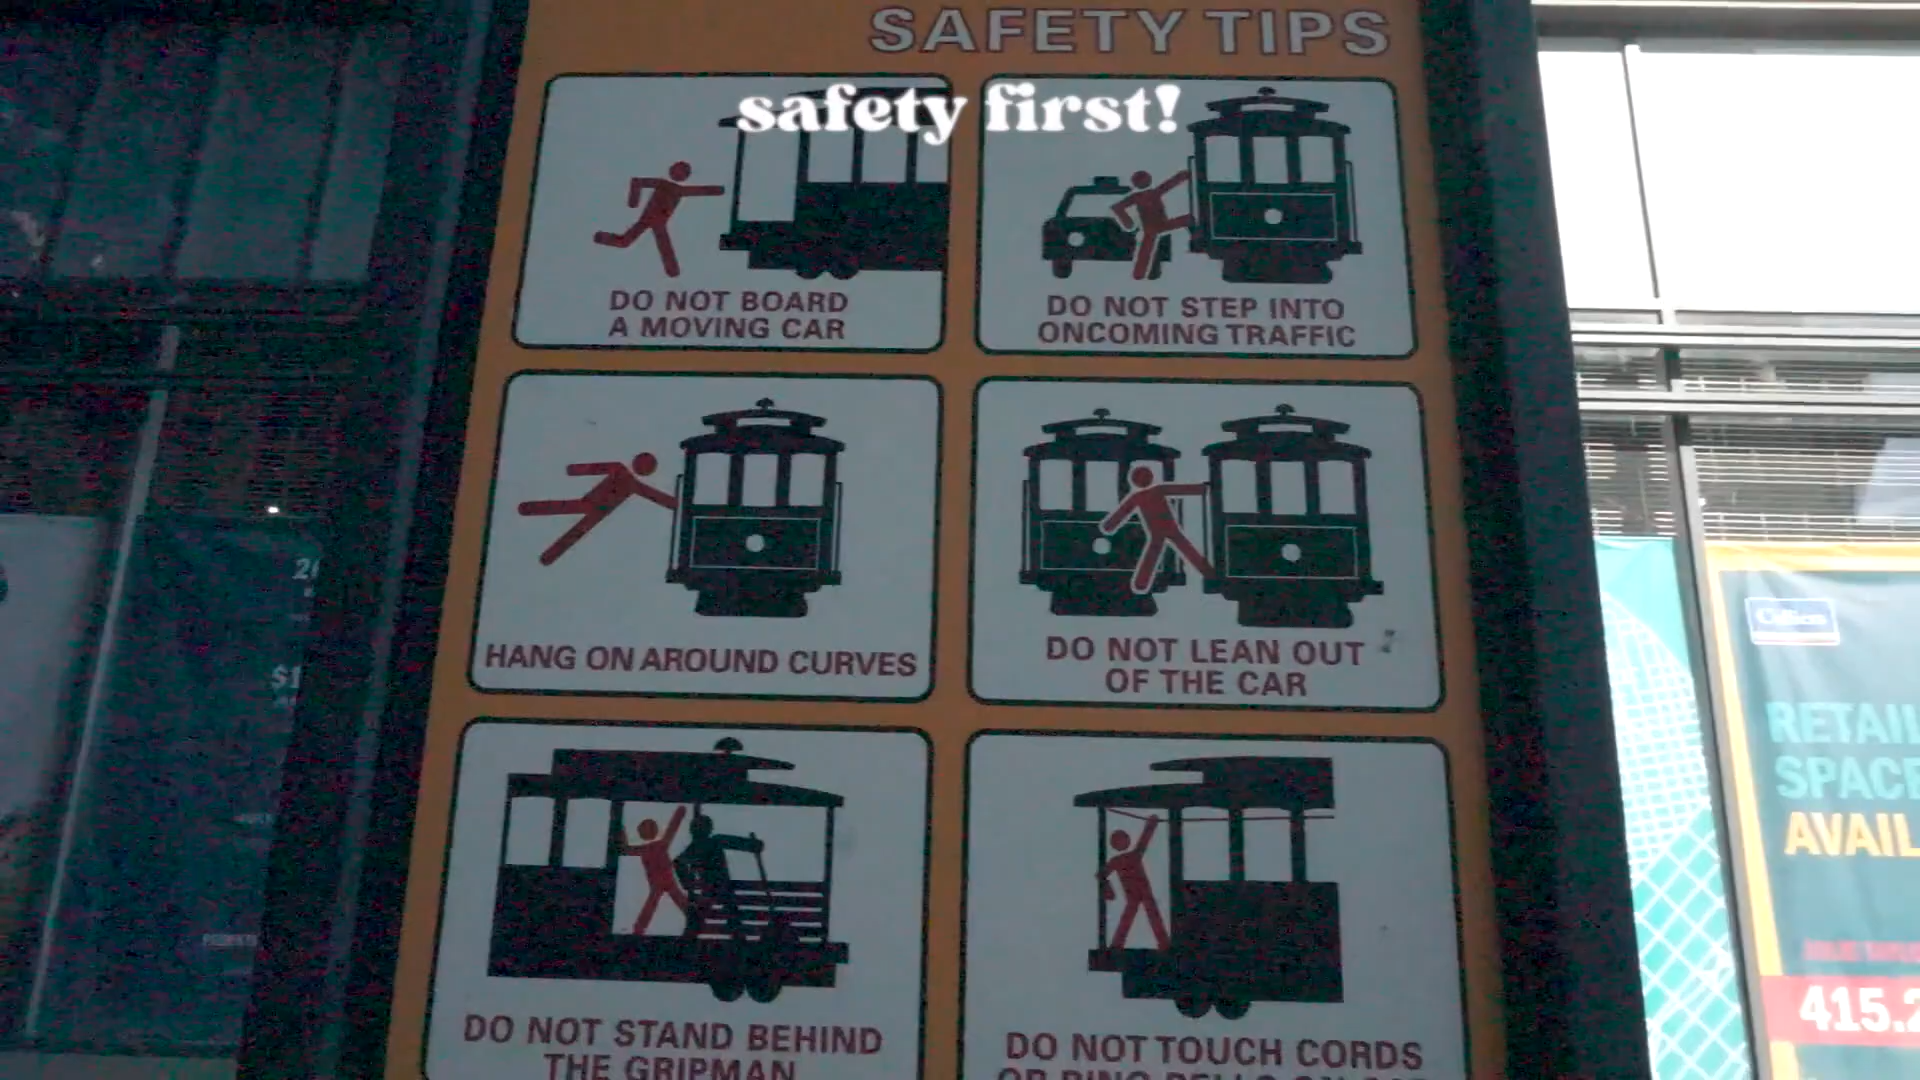 SAFETY TIPS
safety first!
DO NOT BOARD
A MOVING CAR
DO NOT STEP INTO
ONCOMING TRAFFIC
HANG ON AROUND CURVES
DO NOT LEAN OUT
OF THE CAR
DO NOT STAND BEHIND
THE GRIPMAN
DO NOT TOUCH CORDS
RETAIL
SPACE
AVAIL
415.2